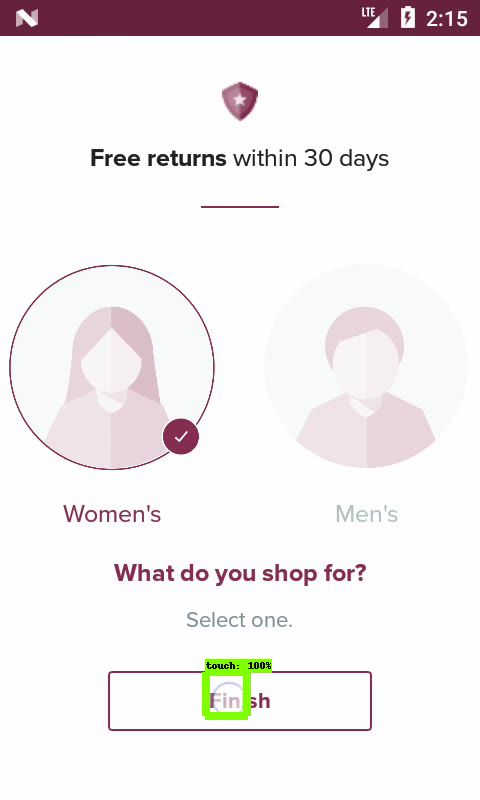 LTE 2:15
Free returns within 30 days
Women's
Men's
What do you shop for?
Select one.
touch: 100%
Finish